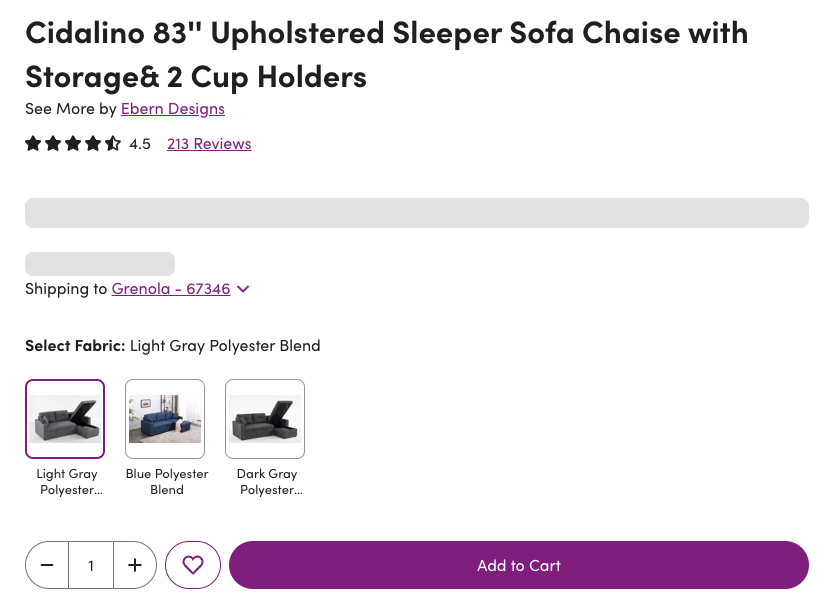 Cidalino 83'' Upholstered Sleeper Sofa Chaise with
Storage& 2 Cup Holders
See More by Ebern Designs
4.5 213 Reviews
Shipping to Grenola - 67346
Select Fabric: Light Gray Polyester Blend
Light Gray
Polyester...
Blue Polyester
Blend
Dark Gray
Polyester...
1
Add to Cart